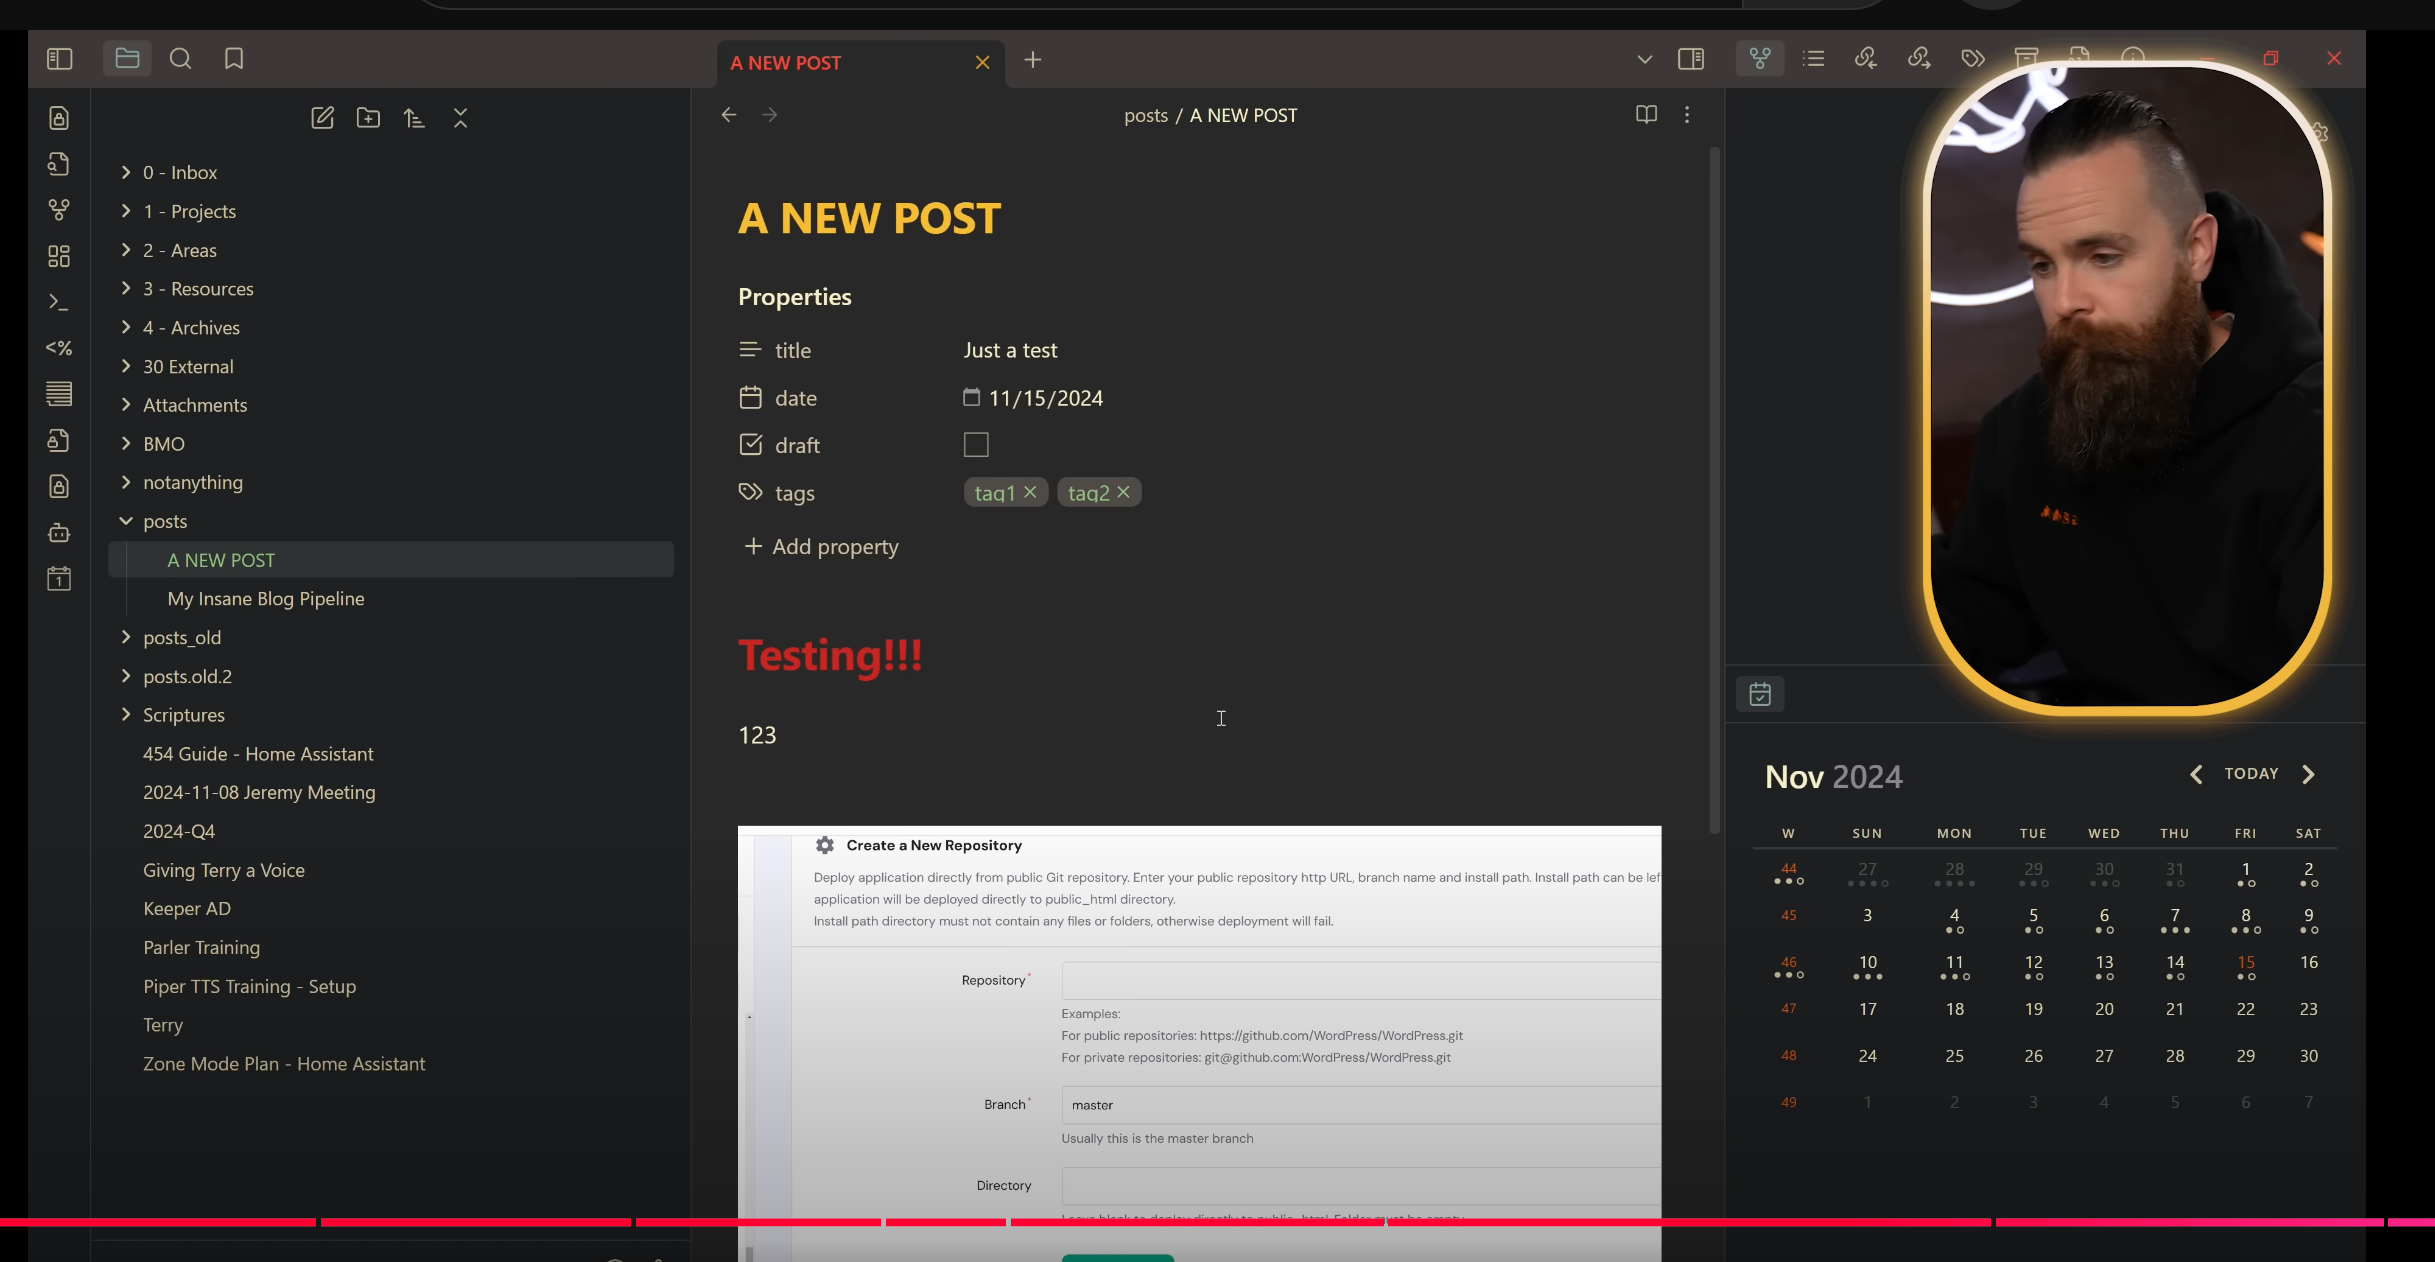 A NEW POST
posts / A NEW POST
0 - Inbox
1 - Projects
2 - Areas
3 - Resources
4 - Archives
30 External
Attachments
BMO
notanything
posts
A NEW POST
My Insane Blog Pipeline
posts_old
posts.old.2
Scriptures
454 Guide - Home Assistant
2024-11-08 Jeremy Meeting
2024-Q4
Giving Terry a Voice
Keeper AD
Parler Training
Piper TTS Training - Setup
Terry
Zone Mode Plan - Home Assistant
A NEW POST
Properties
title Just a test
date 11/15/2024
draft
tags tag1 tag2
+ Add property
Testing!!!
123
Create a New Repository
Deploy application directly from public Git repository. Enter your public repository http URL, branch name and install path. Install path can be lef
application will be deployed directly to public_html directory.
Install path directory must not contain any files or folders, otherwise deployment will fail.
Repository*
Examples:
For public repositories: https://github.com/WordPress/WordPress.git
For private repositories: git@github.com:WordPress/WordPress.git
Branch* master
Usually this is the master branch
Directory
Nov 2024 TODAY
W SUN MON TUE WED THU FRI SAT
44 27 28 29 30 31 1 2
45 3 4 5 6 7 8 9
46 10 11 12 13 14 15 16
47 17 18 19 20 21 22 23
48 24 25 26 27 28 29 30
49 1 2 3 4 5 6 7